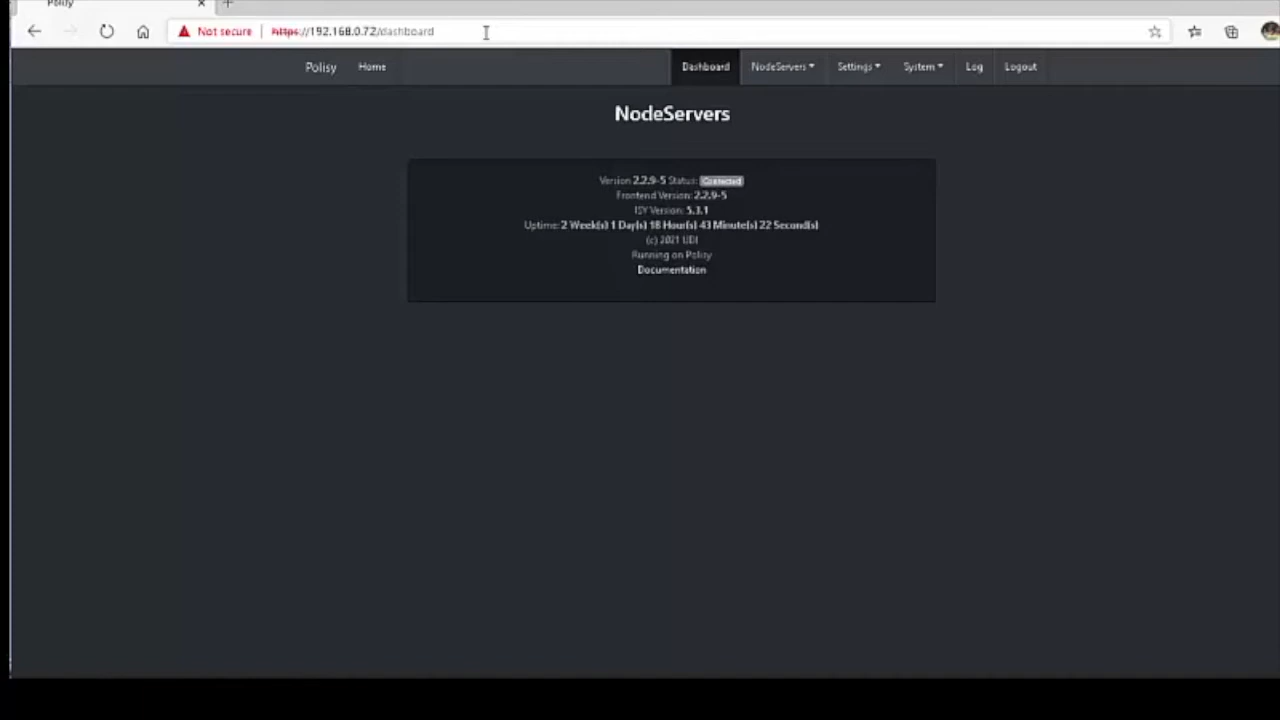 Polisy
Not secure https://192.168.0.72/dashboard
Polisy Home Dashboard NodeServers Settings System Log Logout
NodeServers
Version 2.2.9-5 Status: Connected
Frontend Version: 2.2.9-5
ISY Version: 5.3.1
Uptime: 2 Week(s) 1 Day(s) 18 Hour(s) 43 Minute(s) 22 Second(s)
(c) 2021 UDI
Running on Polisy
Documentation